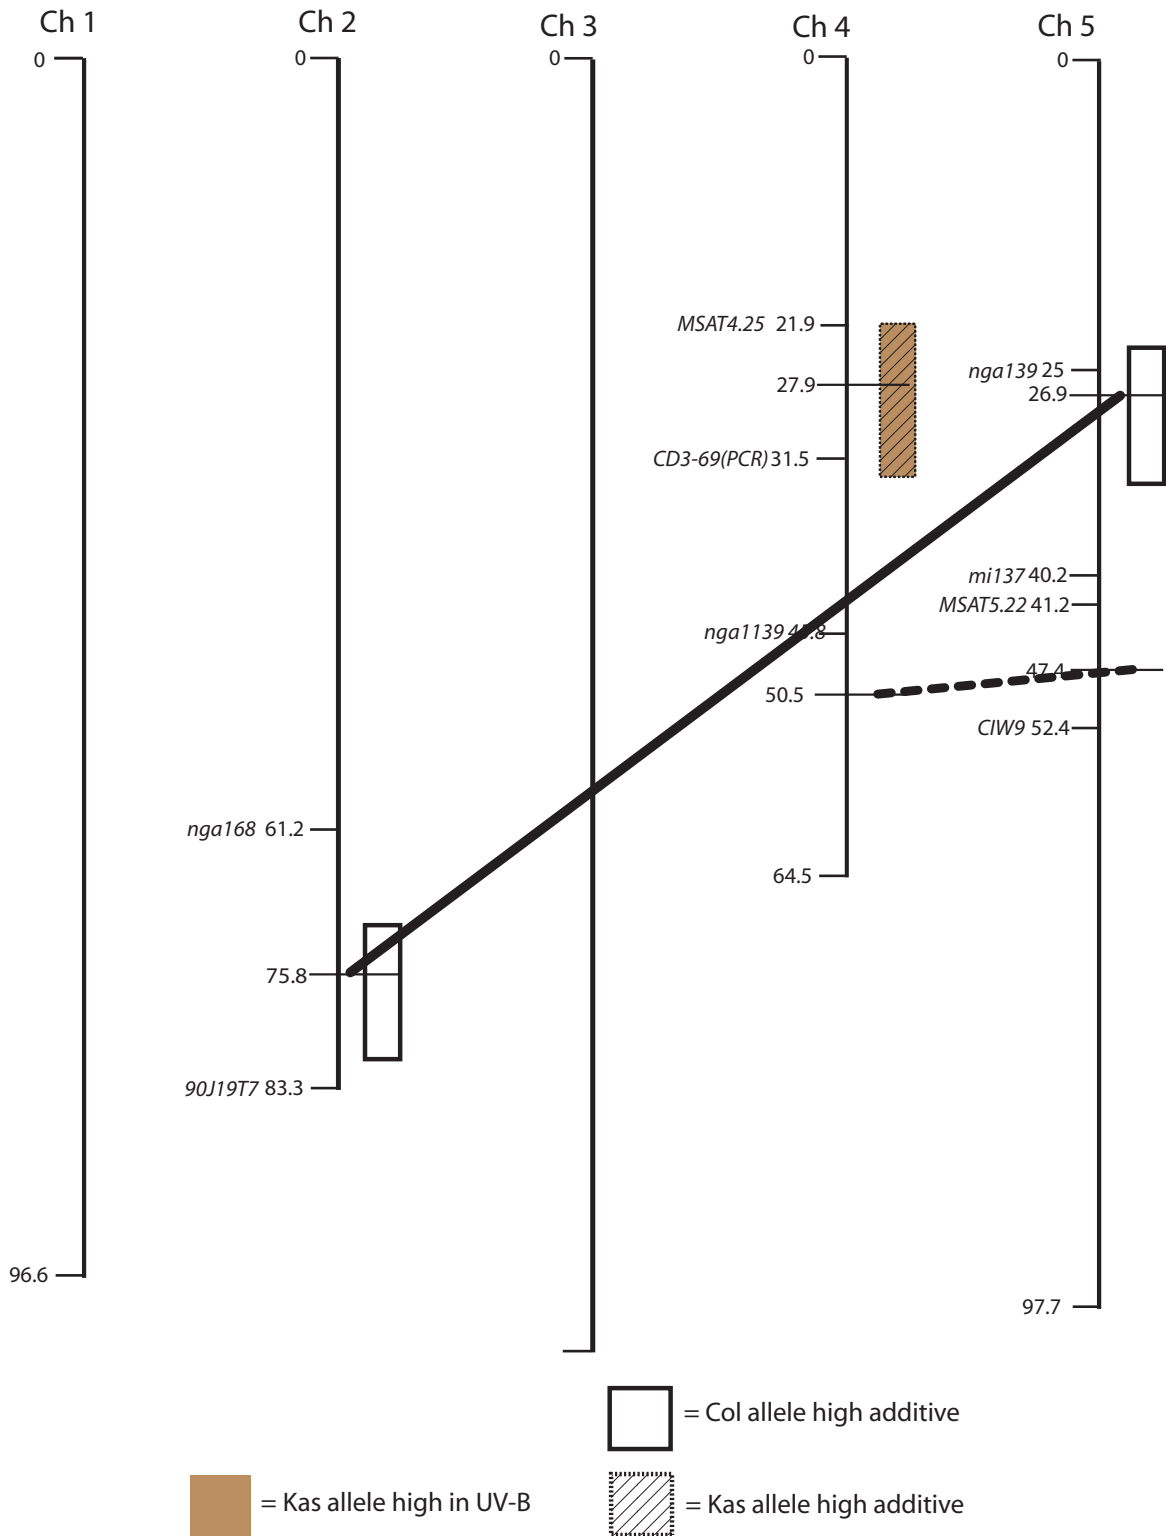 Ch 1
Ch 2
Ch 3
Ch 4
Ch 5
0
0
0
0
0
MSAT4.25 21.9
27.9
CD3-69(PCR) 31.5
nga139 25
26.9
mi137 40.2
MSAT5.22 41.2
nga1139
47.4
50.5
CIW9 52.4
nga168 61.2
64.5
75.8
90J19T7 83.3
96.6
97.7
= Col allele high additive
= Kas allele high in UV-B
= Kas allele high additive